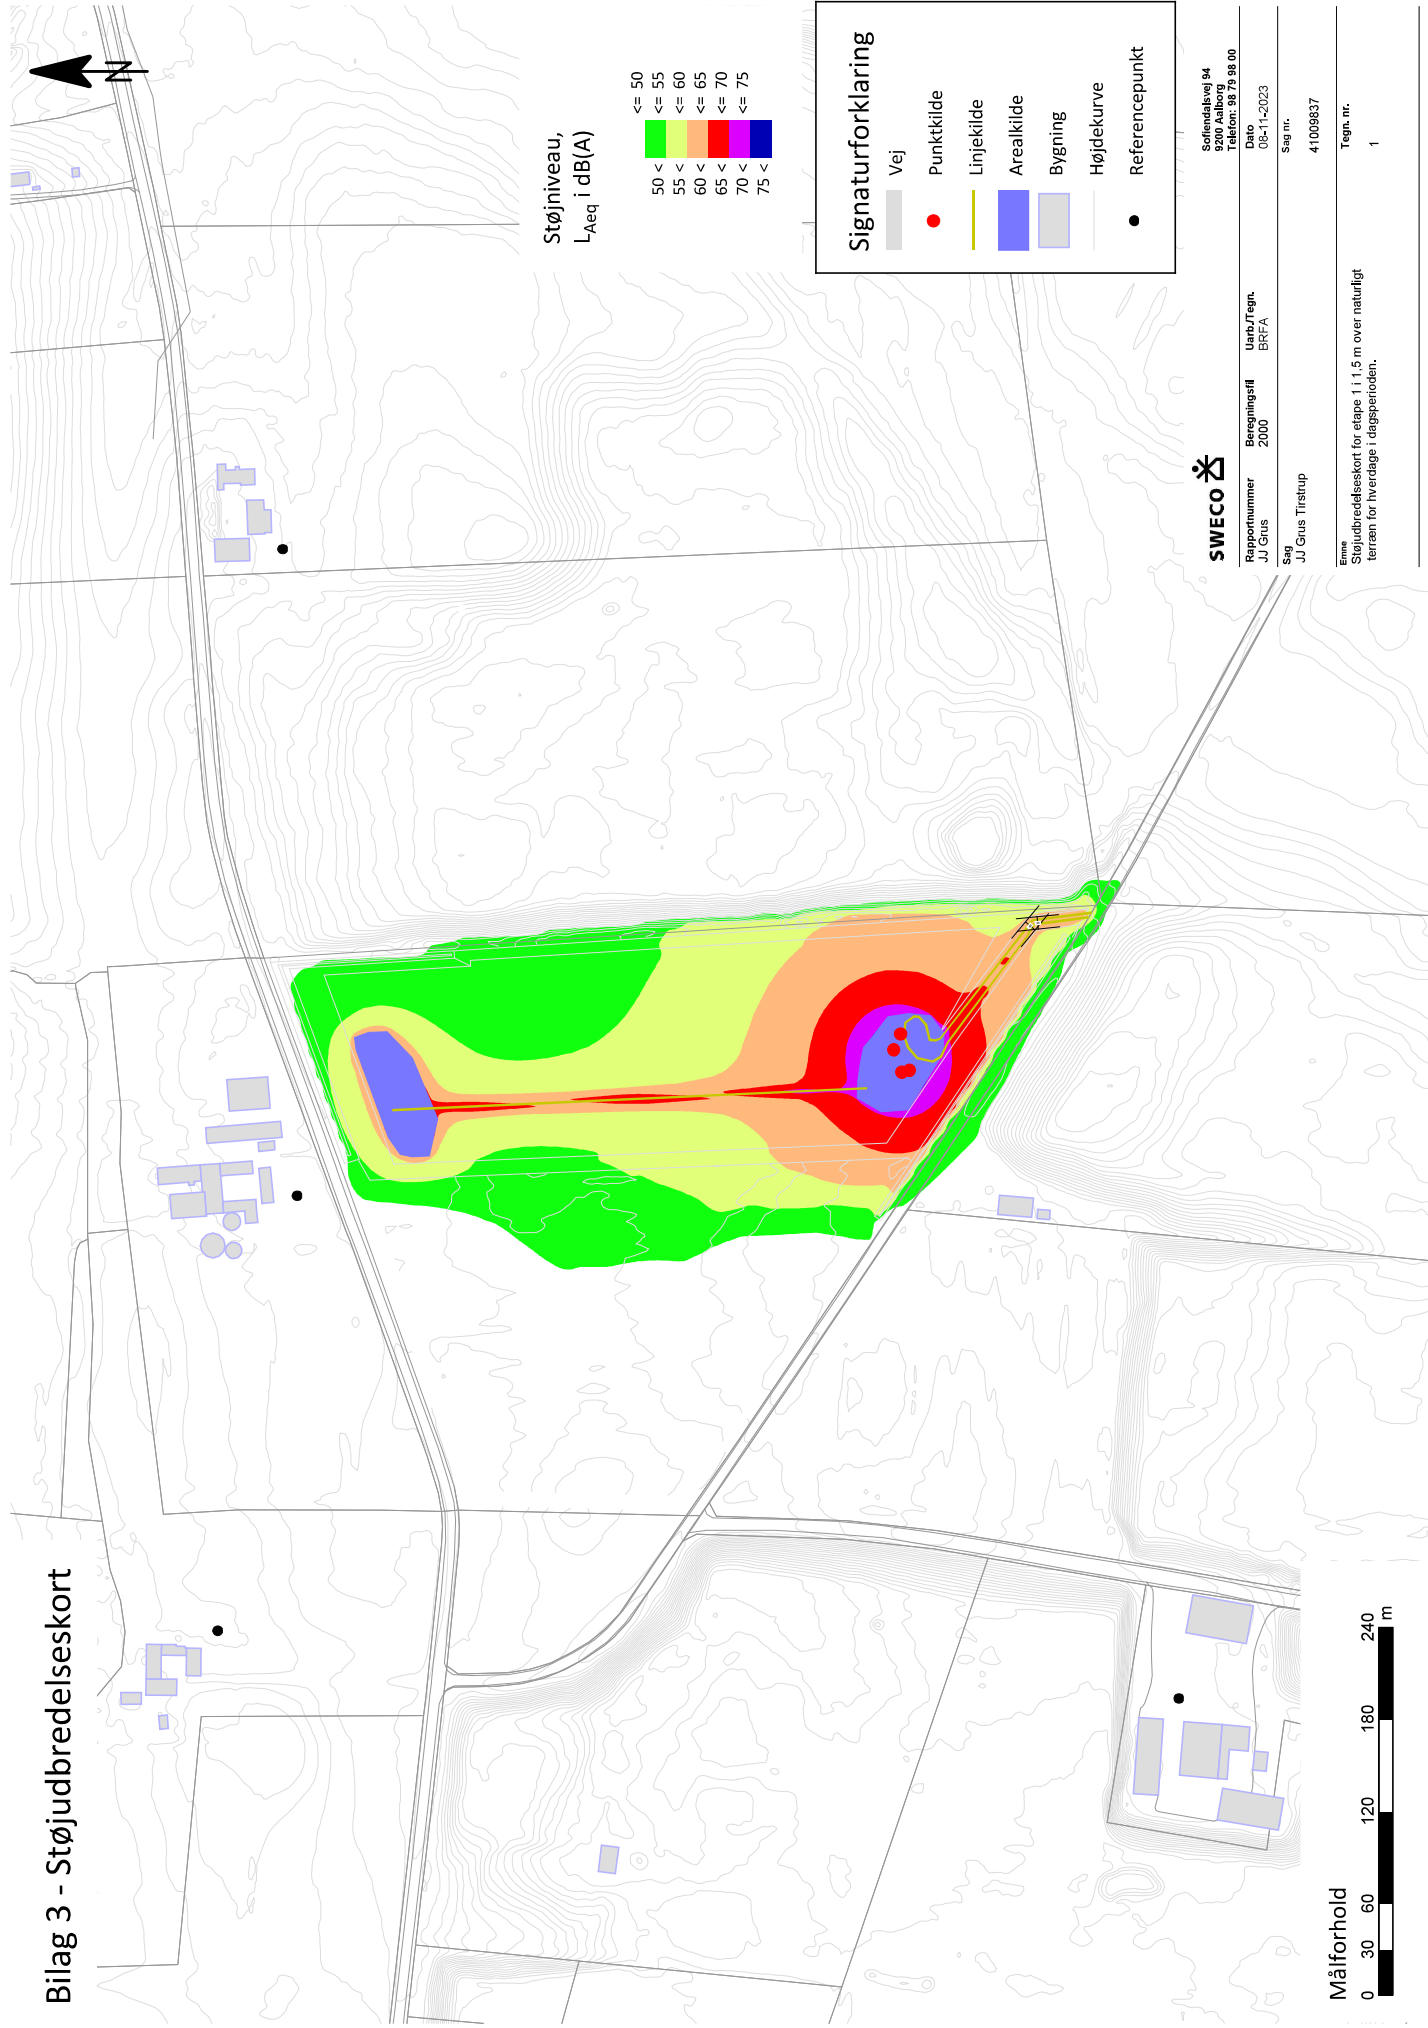 Bilag 3 - Støjudbredelseskort
N
Støjniveau,
LAeq i dB(A)
<= 50
50 < <= 55
55 < <= 60
60 < <= 65
65 < <= 70
70 < <= 75
75 <
Signaturforklaring
Vej
Punktkilde
Linjekilde
Arealkilde
Bygning
Højdekurve
Referencepunkt
Målforhold
0 30 60 120 180 240
m
SWECO
Sofiendalsvej 94
9200 Aalborg
Telefon: 98 79 98 00
Rapportnummer Beregningsfil Uarb./Tegn. Dato
JJ Grus 2000 BRFA 08-11-2023
Sag Sag nr.
JJ Grus Tirstrup 41009837
Emne Tegn. nr.
Støjudbredelseskort for etape 1 i 1,5 m over naturligt
terræn for hverdage i dagsperioden. 1